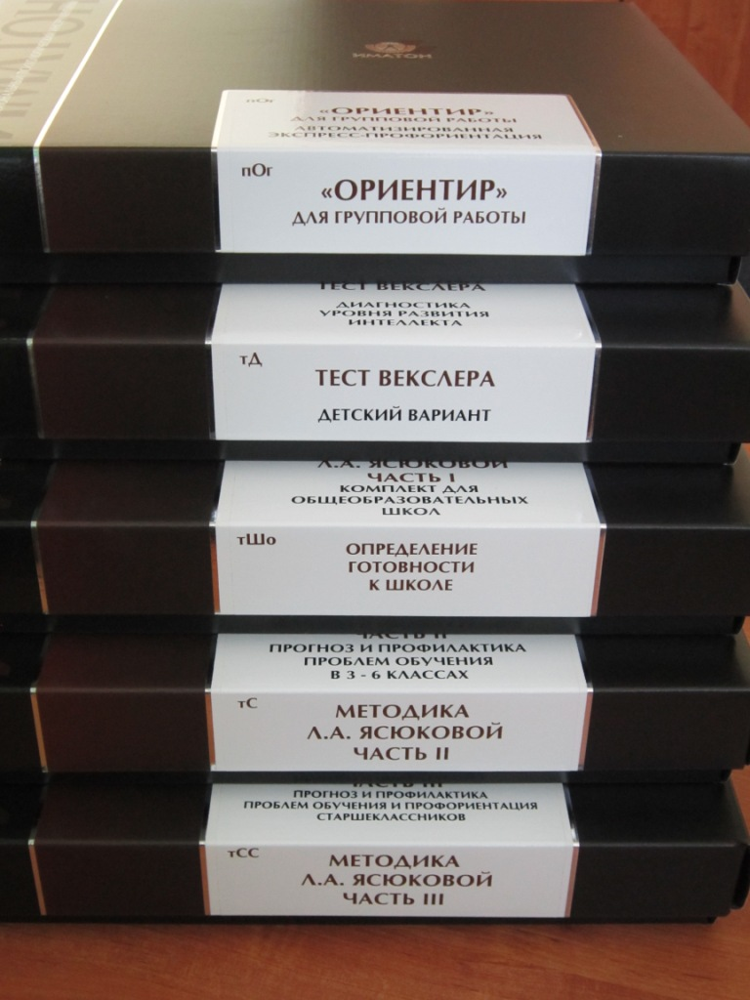 ИМАТОН
пОг
«ОРИЕНТИР»
ДЛЯ ГРУППОВОЙ РАБОТЫ
АВТОМАТИЗИРОВАННАЯ
ЭКСПРЕСС-ПРОФОРИЕНТАЦИЯ
пОг
«ОРИЕНТИР»
ДЛЯ ГРУППОВОЙ РАБОТЫ
ТЕСТ ВЕКСЛЕРА
ДИАГНОСТИКА
УРОВНЯ РАЗВИТИЯ
ИНТЕЛЛЕКТА
тД
ТЕСТ ВЕКСЛЕРА
ДЕТСКИЙ ВАРИАНТ
Л.А. ЯСЮКОВОЙ
ЧАСТЬ I
КОМПЛЕКТ ДЛЯ
ОБЩЕОБРАЗОВАТЕЛЬНЫХ
ШКОЛ
тШо
ОПРЕДЕЛЕНИЕ
ГОТОВНОСТИ
К ШКОЛЕ
ЧАСТЬ II
ПРОГНОЗ И ПРОФИЛАКТИКА
ПРОБЛЕМ ОБУЧЕНИЯ
В 3 - 6 КЛАССАХ
тС
МЕТОДИКА
Л.А. ЯСЮКОВОЙ
ЧАСТЬ II
ЧАСТЬ III
ПРОГНОЗ И ПРОФИЛАКТИКА
ПРОБЛЕМ ОБУЧЕНИЯ И ПРОФОРИЕНТАЦИЯ
СТАРШЕКЛАССНИКОВ
тСС
МЕТОДИКА
Л.А. ЯСЮКОВОЙ
ЧАСТЬ III